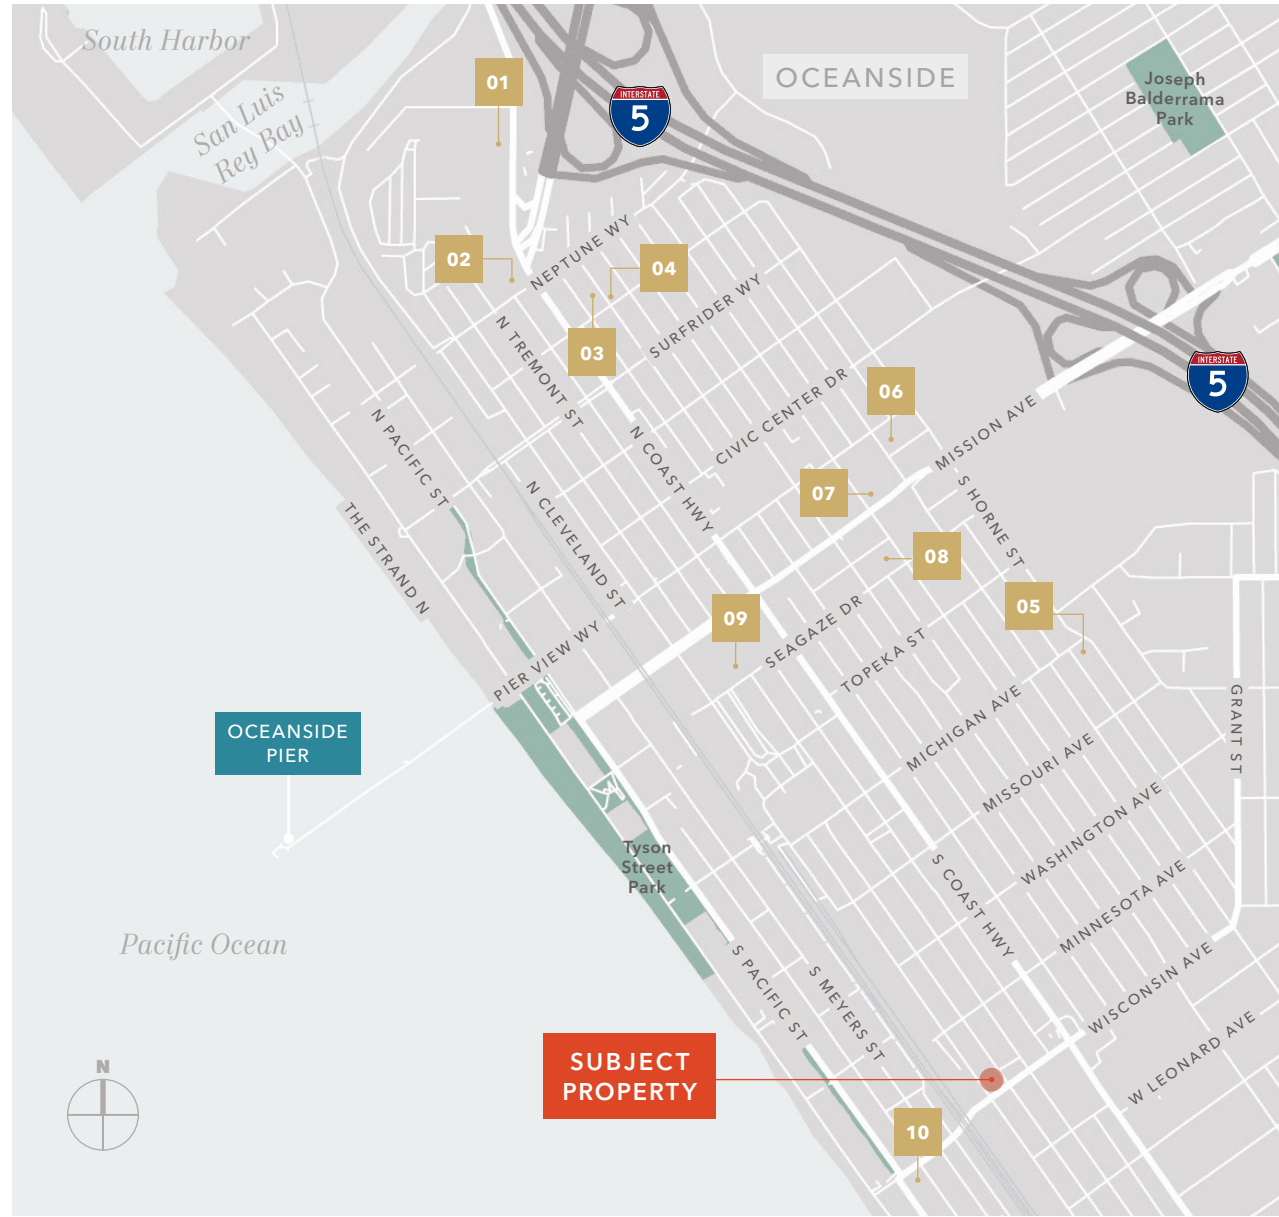 South Harbor
San Luis
Rey Bay
01
INTERSTATE
5
OCEANSIDE
Joseph
Balderrama
Park
02
NEPTUNE WY
04
03
SURFRIDER WY
N TREMONT ST
INTERSTATE
5
CIVIC CENTER DR
06
MISSION AVE
N PACIFIC ST
N COAST HWY
07
S HORNE ST
THE STRAND N
N CLEVELAND ST
08
05
09
SEAGAZE DR
TOPEKA ST
PIER VIEW WY
MICHIGAN AVE
GRANT ST
OCEANSIDE
PIER
MISSOURI AVE
WASHINGTON AVE
Tyson
Street
Park
S COAST HWY
MINNESOTA AVE
Pacific Ocean
S PACIFIC ST
S MEYERS ST
WISCONSIN AVE
W LEONARD AVE
SUBJECT
PROPERTY
N
10